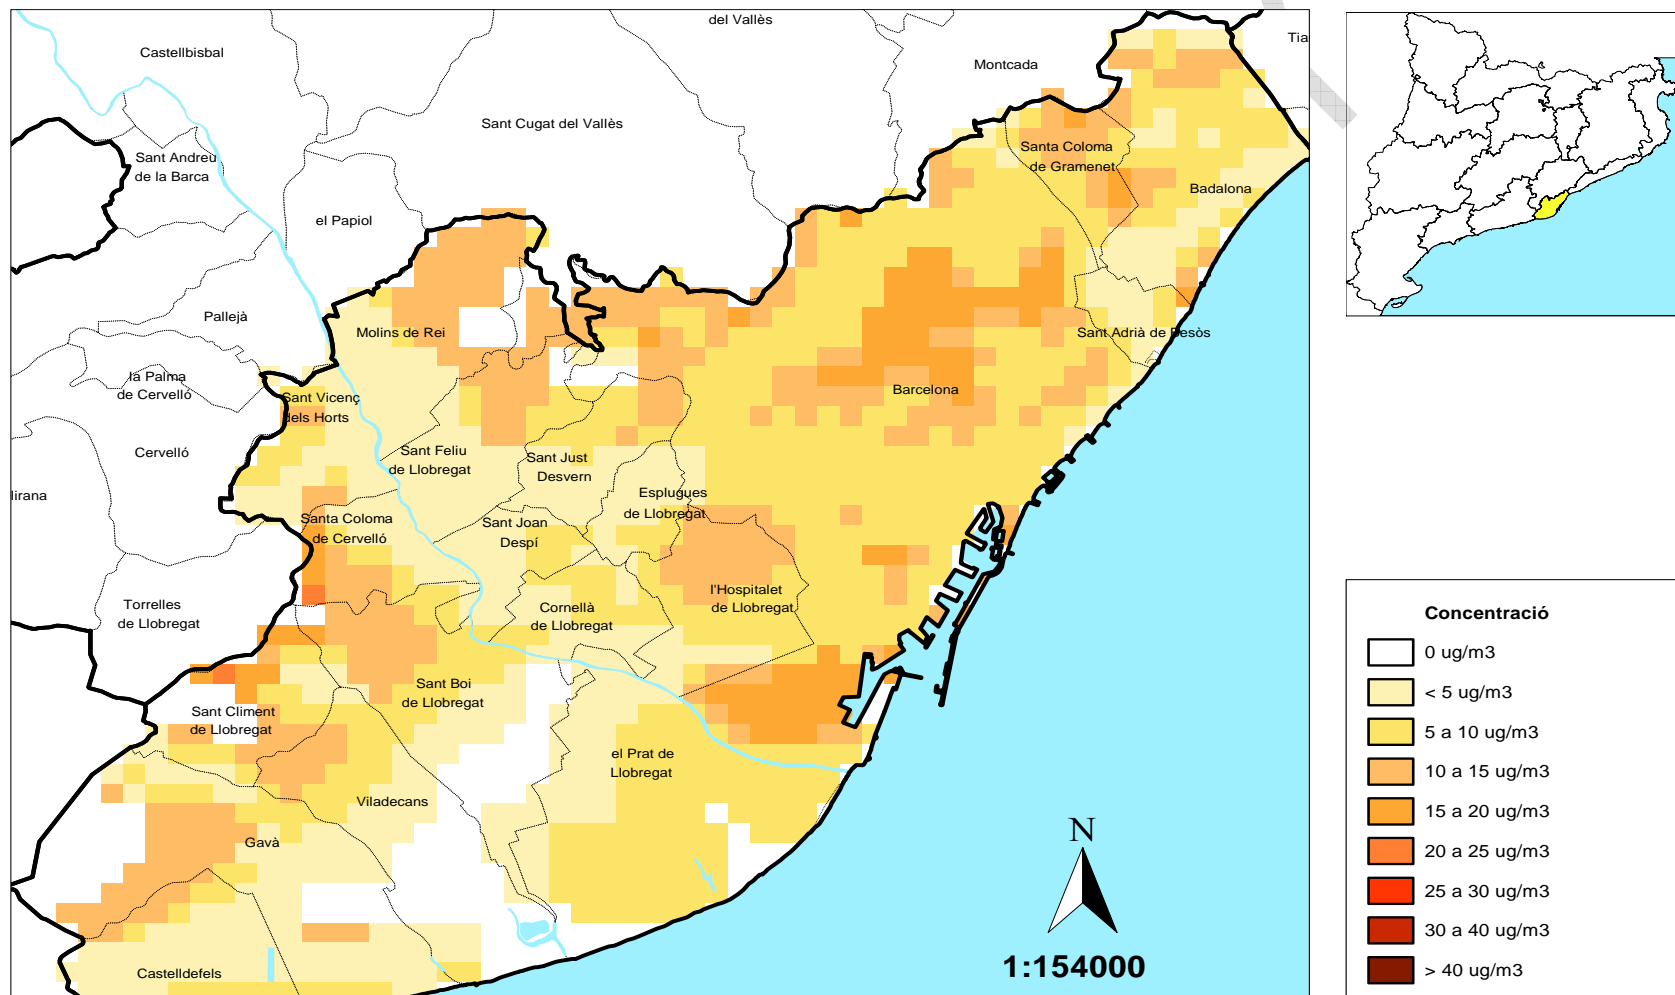 del Vallès
Castellbisbal
Tia
Montcada
Sant Cugat del Vallès
Sant Andreu
de la Barca
Santa Coloma
de Gramenet
Badalona
el Papiol
Pallejà
Molins de Rei
Sant Adrià de Besòs
la Palma
de Cervelló
Barcelona
Sant Vicenç
dels Horts
Cervelló
Sant Feliu
de Llobregat
Sant Just
Desvern
lirana
Esplugues
de Llobregat
Santa Coloma
de Cervelló
Sant Joan
Despí
l'Hospitalet
de Llobregat
Torrelles
de Llobregat
Cornellà
de Llobregat
Sant Boi
de Llobregat
Sant Climent
de Llobregat
el Prat de
Llobregat
Viladecans
Gavà
Castelldefels
N
1:154000
Concentració
0 ug/m3
< 5 ug/m3
5 a 10 ug/m3
10 a 15 ug/m3
15 a 20 ug/m3
20 a 25 ug/m3
25 a 30 ug/m3
30 a 40 ug/m3
> 40 ug/m3